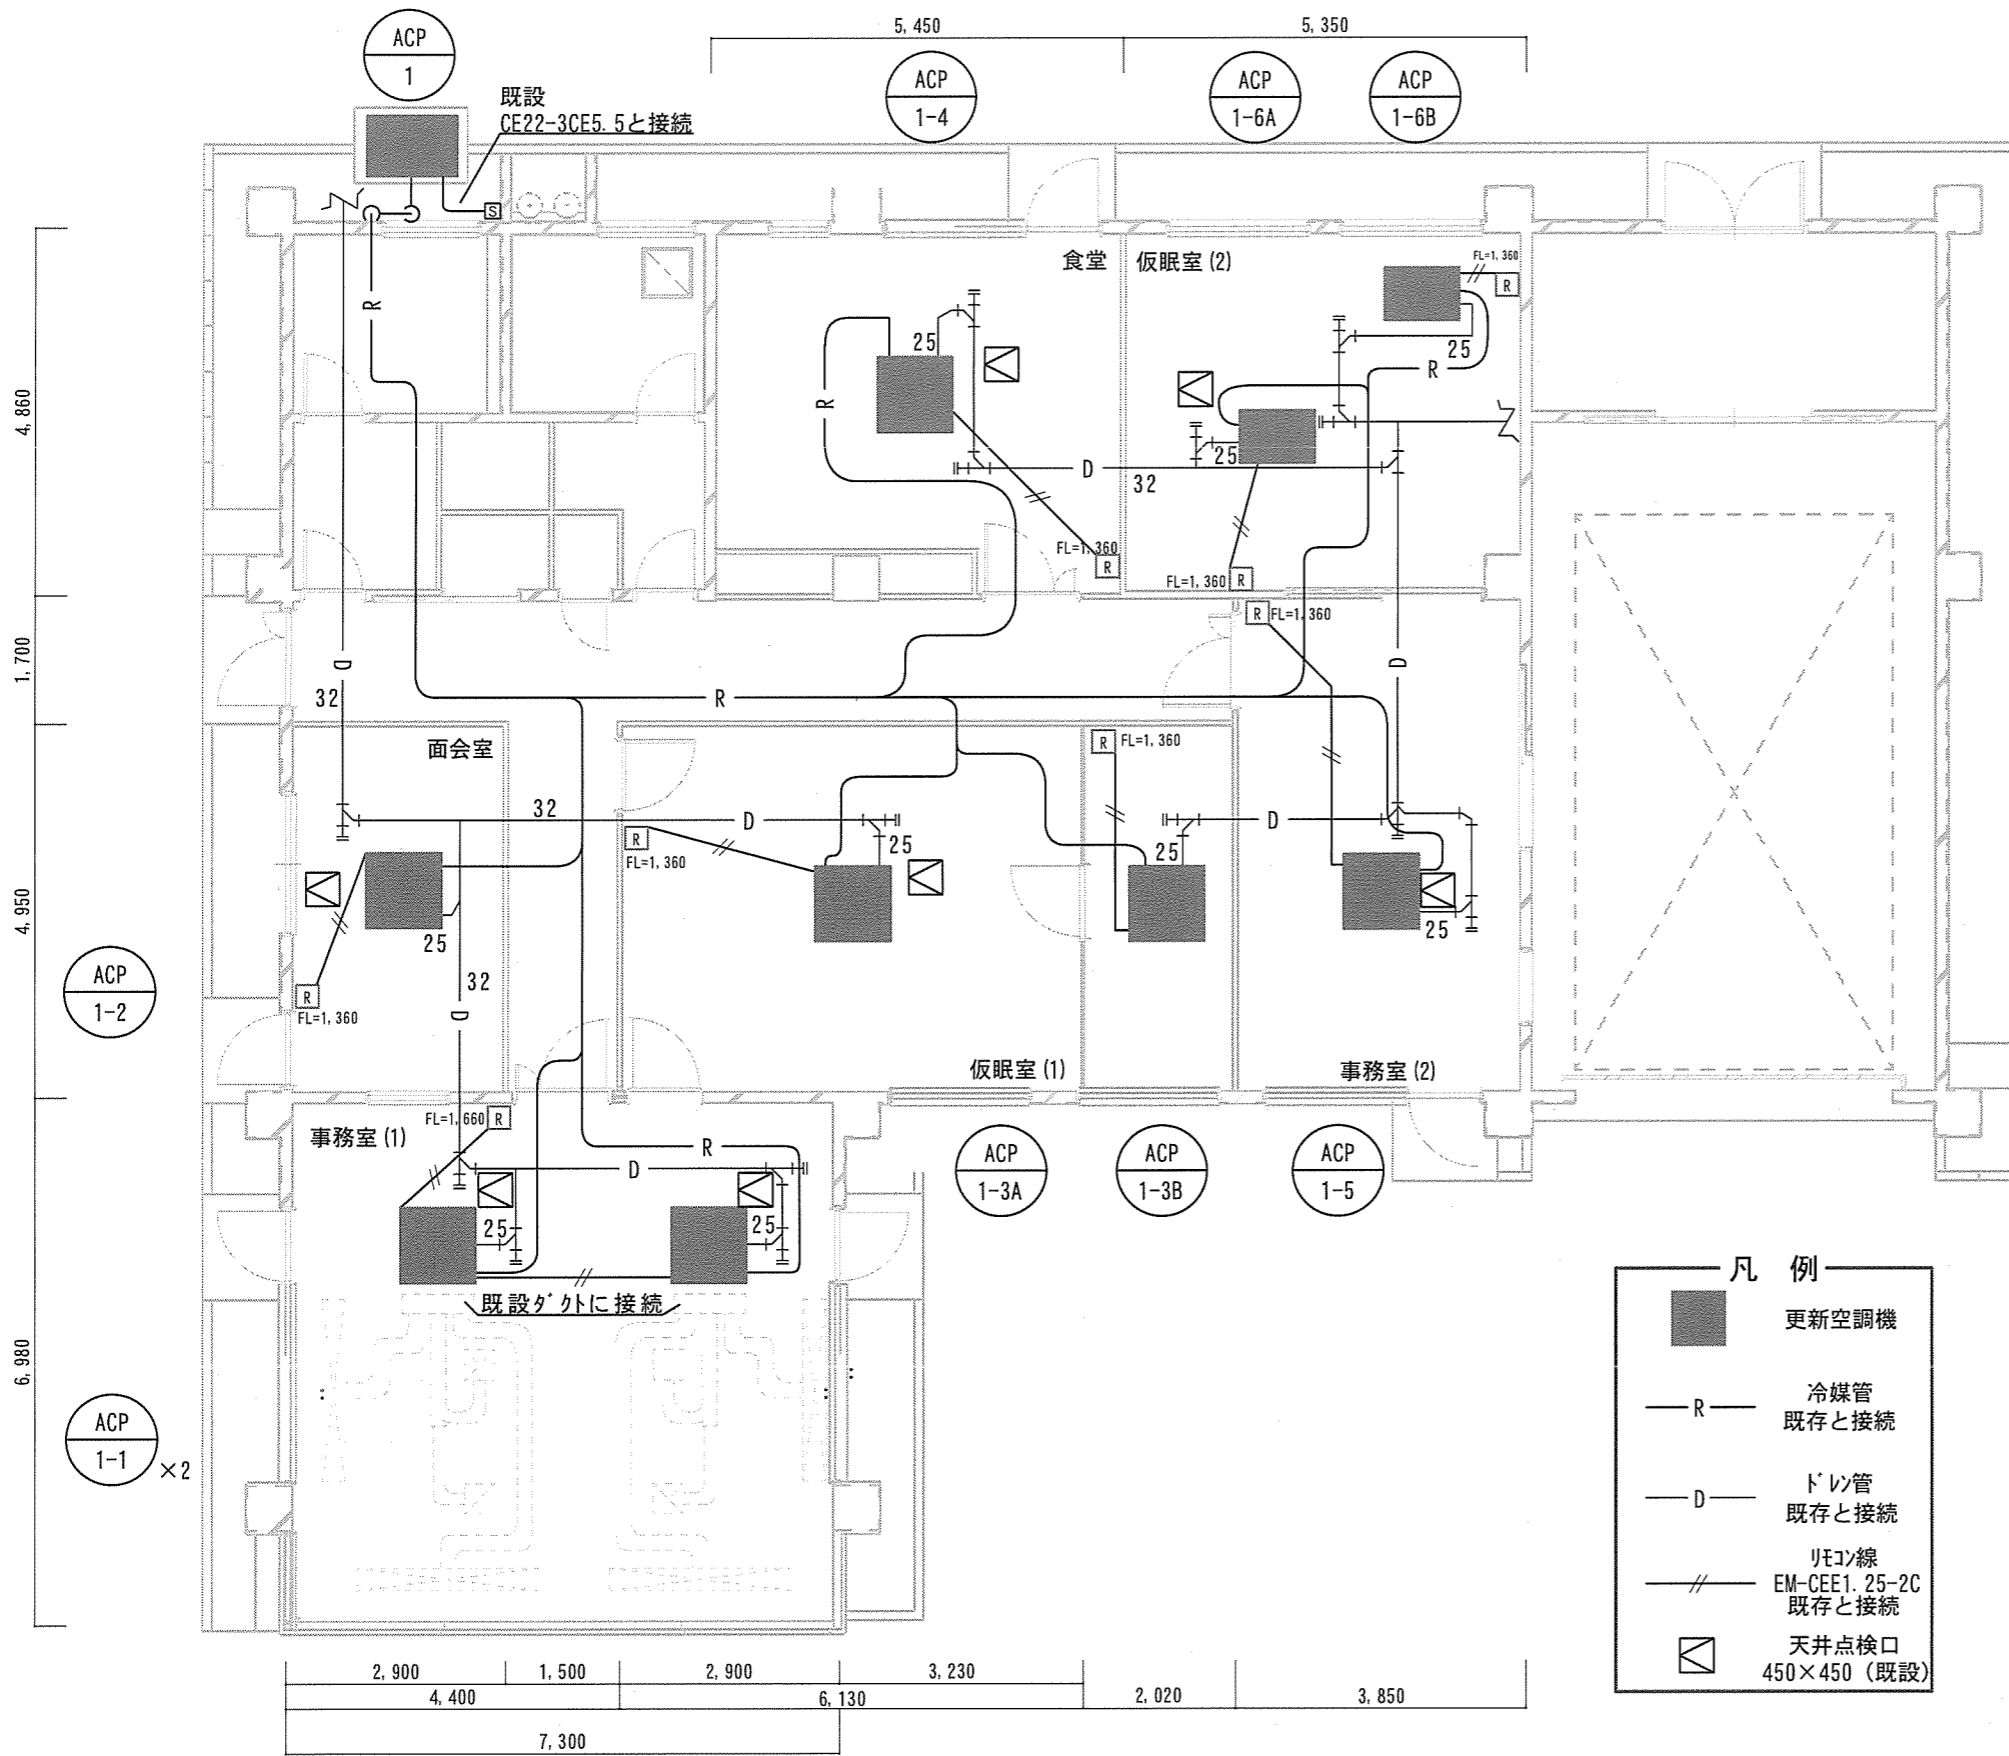 ACP
1
既設
CE22-3CE5.5と接続
S
5,450
5,350
ACP
1-4
ACP
1-6A
ACP
1-6B
食堂
仮眠室(2)
FL=1,360
R
R
25
25
R
R
25
D
32
4,860
FL=1,360
R
FL=1,360
R
R
FL=1,360
1,700
D
32
R
D
面会室
R
FL=1,360
32
D
R
FL=1,360
25
25
D
25
25
4,950
32
D
R
FL=1,360
ACP
1-2
仮眠室(1)
事務室(2)
事務室(1)
FL=1,660
R
R
D
ACP
1-3A
ACP
1-3B
ACP
1-5
25
25
既設ダクトに接続
6,980
ACP
1-1
×2
凡 例
更新空調機
R
冷媒管
既存と接続
D
ドレン管
既存と接続
リモコン線
EM-CEE1.25-2C
既存と接続
天井点検口
450×450（既設）
2,900
1,500
2,900
3,230
4,400
6,130
2,020
3,850
7,300